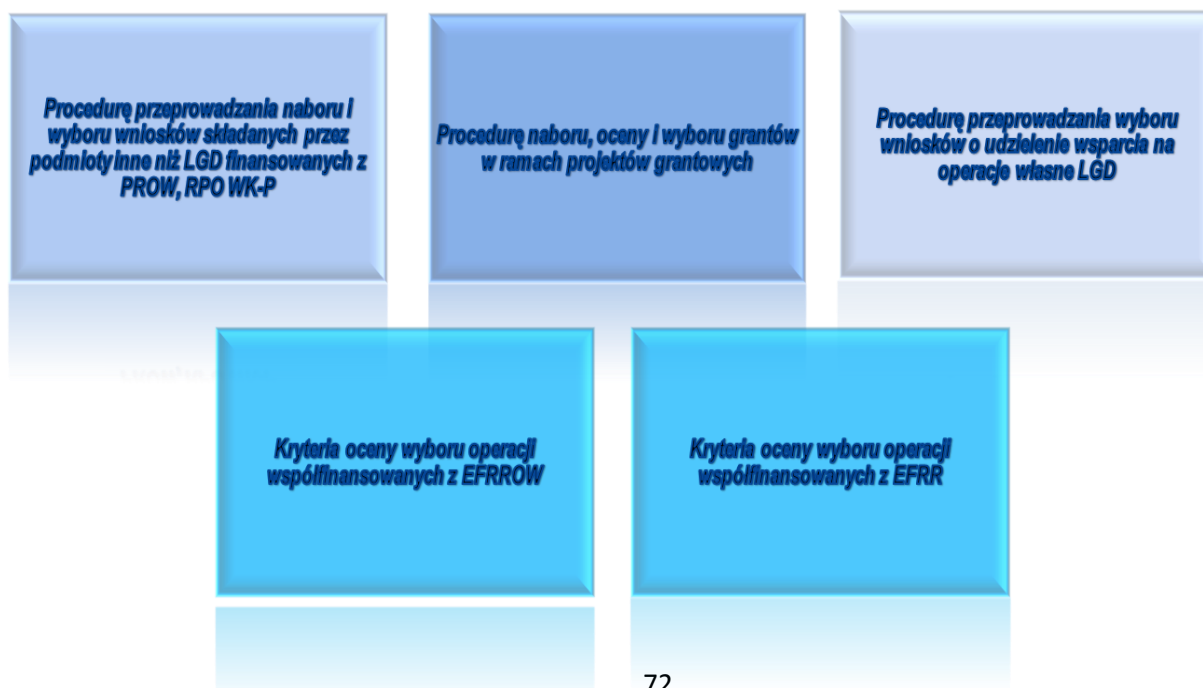 Procedurę przeprowadzania naboru i
wyboru wniosków składanych przez
podmioty inne niż LGD finansowanych z
PROW, RPO WK-P
Procedurę naboru, oceny i wyboru grantów
w ramach projektów grantowych
Procedurę przeprowadzania wyboru
wniosków o udzielenie wsparcia na
operacje własne LGD
Kryteria oceny wyboru operacji
współfinansowanych z EFRROW
Kryteria oceny wyboru operacji
współfinansowanych z EFRR
72